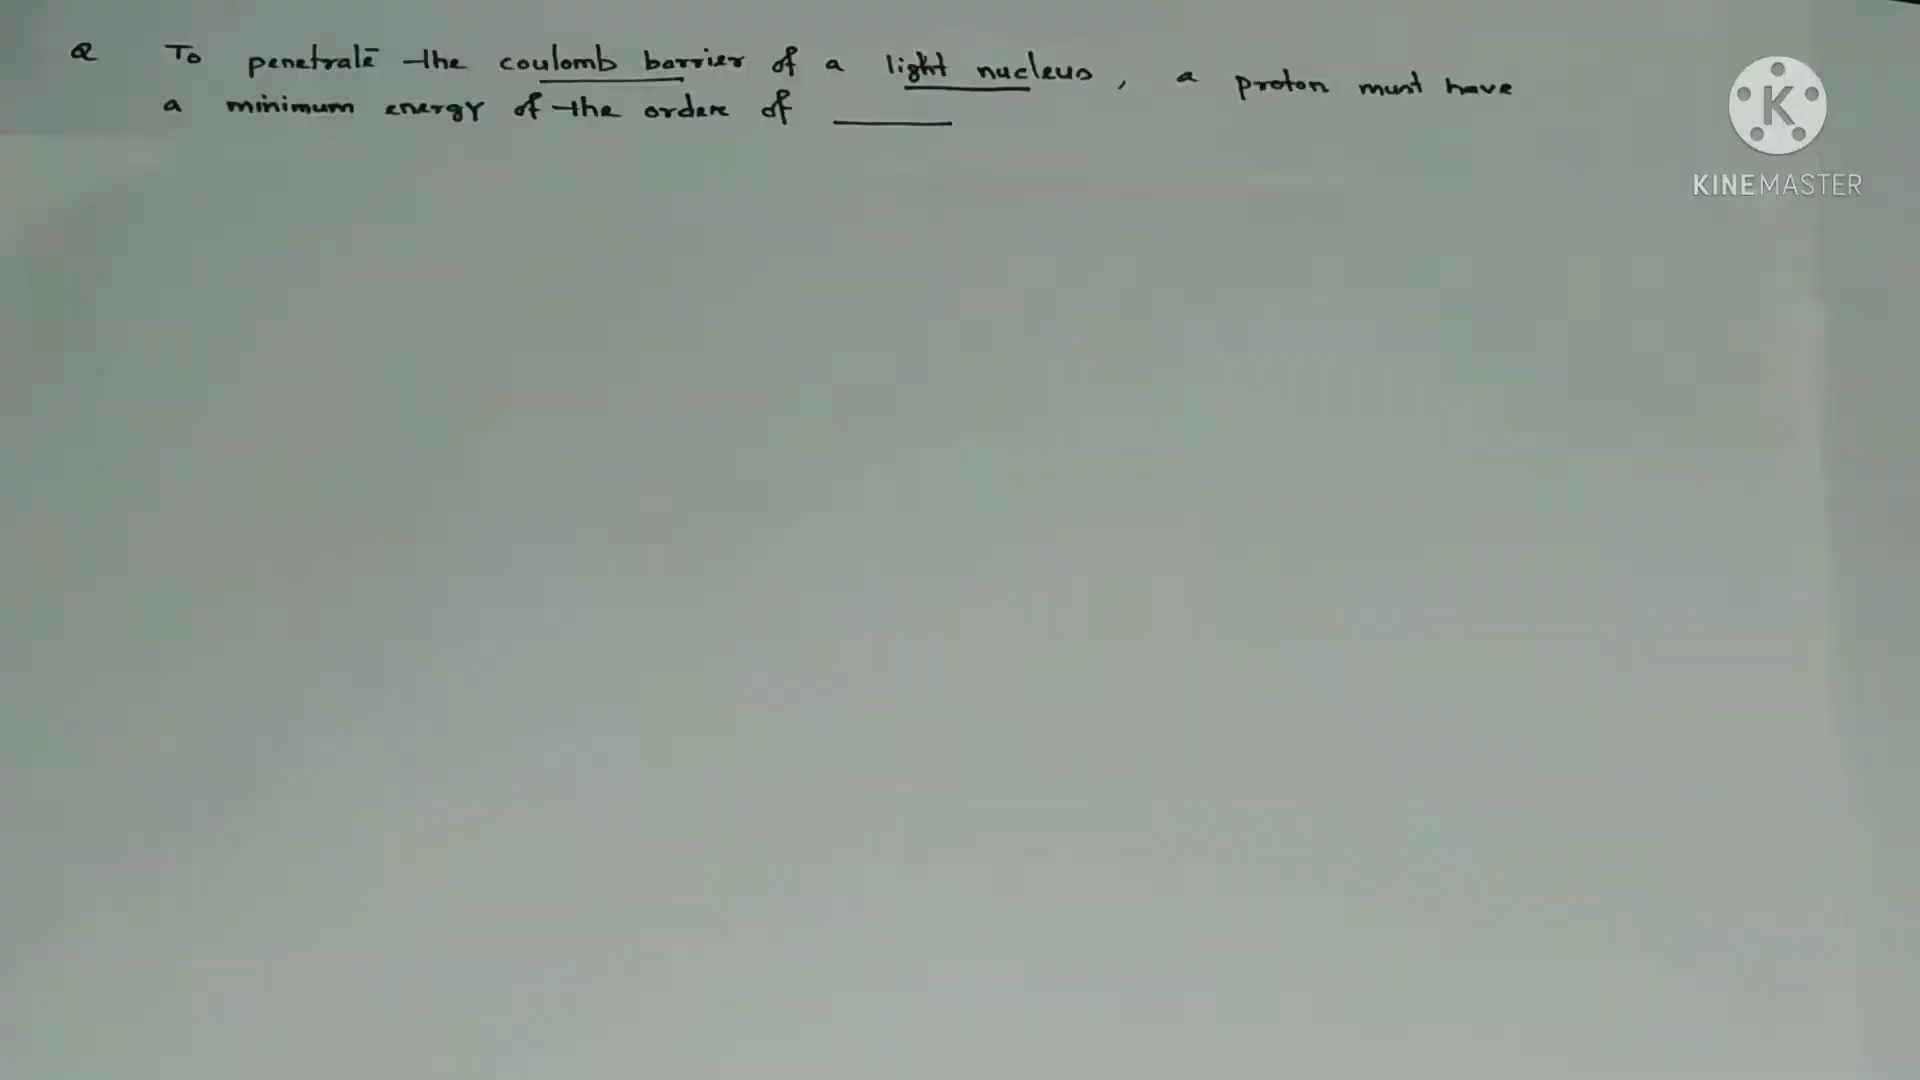 Q To penetrate the coulomb barrier of a light nucleus, a proton must have
a minimum energy of the order of ______
K
KINEMASTER